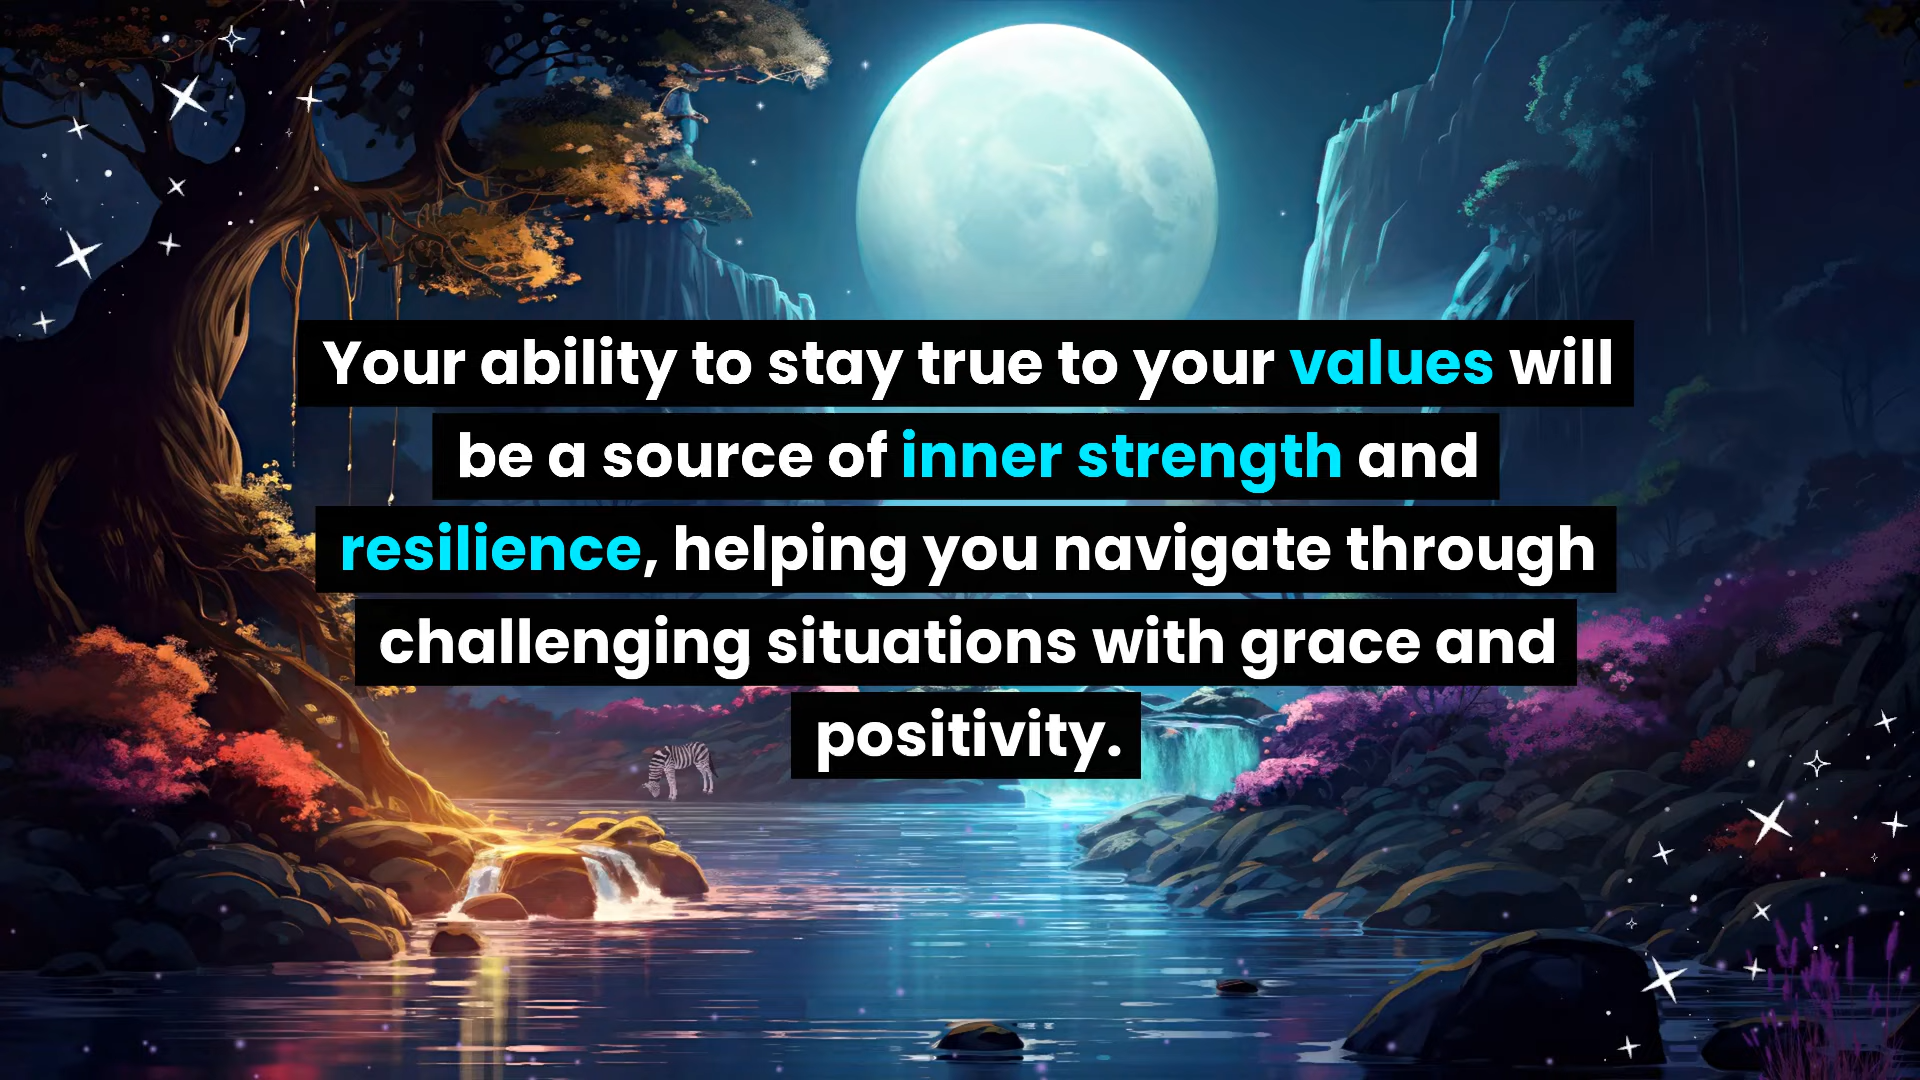 Your ability to stay true to your values will
be a source of inner strength and
resilience, helping you navigate through
challenging situations with grace and
positivity.